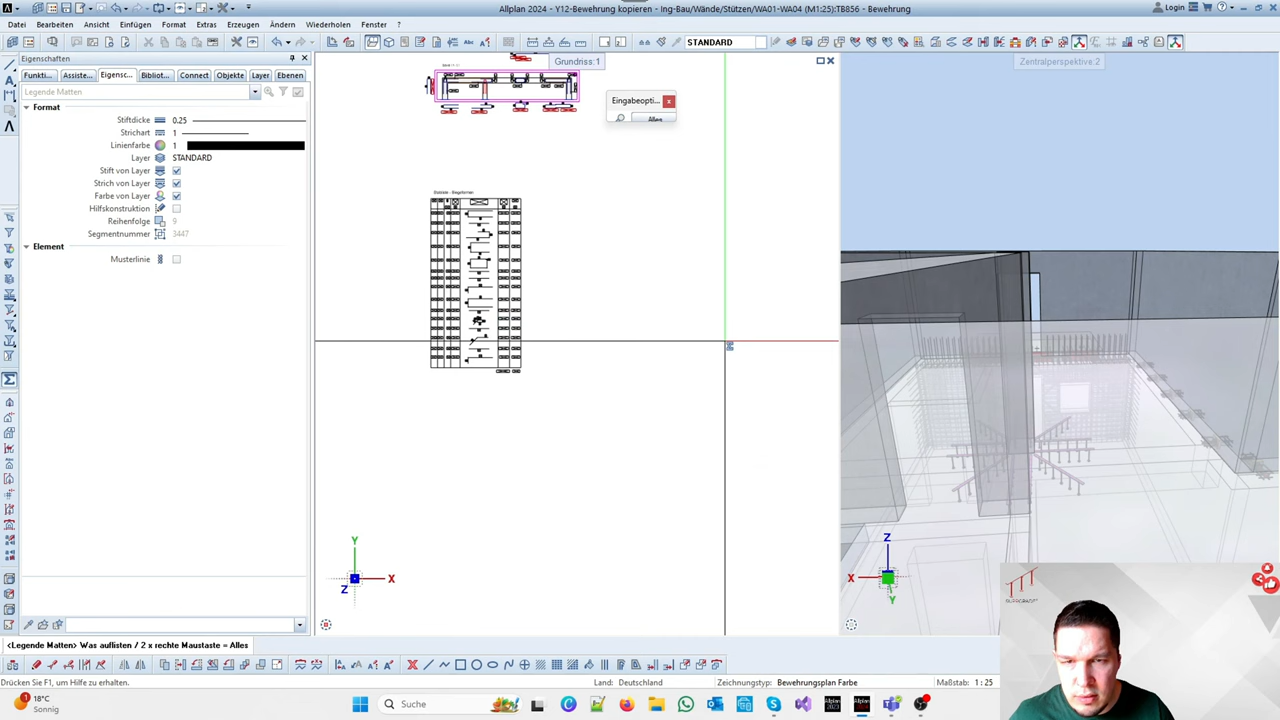 Allplan 2024 - Y12-Bewehrung kopieren - Ing-Bau/Wände/Stützen/WA01-WA04 (M1:25):TB856 - Bewehrung
Login
Datei Bearbeiten Ansicht Einfügen Format Extras Erzeugen Ändern Wiederholen Fenster ?
STANDARD
Eigenschaften
Funkti... Assiste... Eigensc... Bibliot... Connect Objekte Layer Ebenen
Legende Matten
Format
Stiftdicke 0.25
Strichart 1
Linienfarbe 1
Layer STANDARD
Stift von Layer
Strich von Layer
Farbe von Layer
Hilfskonstruktion
Reihenfolge 9
Segmentnummer 3447
Element
Musterlinie
Grundriss:1
Eingabeopti...
Alles
Zentralperspektive:2
Y
X
Z
Z
X
Y
<Legende Matten> Was auflisten / 2 x rechte Maustaste = Alles
Drücken Sie F1, um Hilfe zu erhalten.
Land: Deutschland
Zeichnungstyp: Bewehrungsplan Farbe
Maßstab: 1 : 25
18°C
Sonnig
Suche